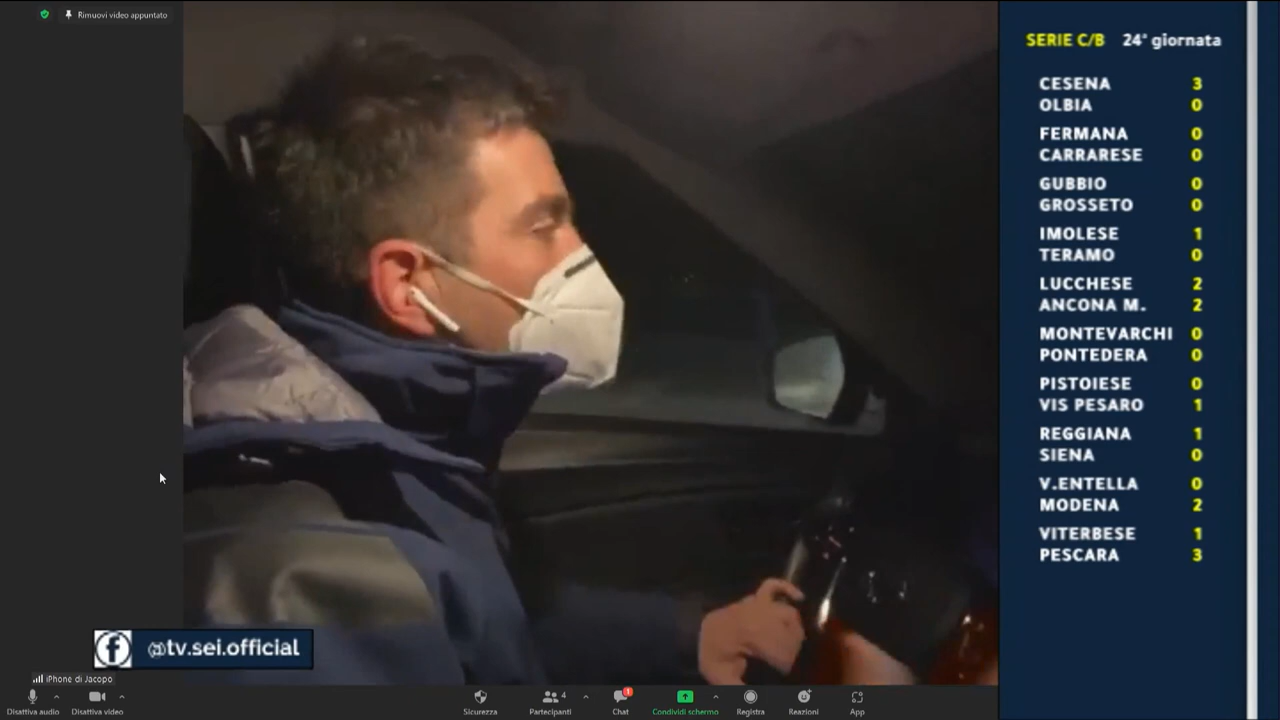 Rimuovi video appuntato
SERIE C/B 24ª giornata
CESENA 3
OLBIA 0
FERMANA 0
CARRARESE 0
GUBBIO 0
GROSSETO 0
IMOLESE 1
TERAMO 0
LUCCHESE 2
ANCONA M. 2
MONTEVARCHI 0
PONTEDERA 0
PISTOIESE 0
VIS PESARO 1
REGGIANA 1
SIENA 0
V.ENTELLA 0
MODENA 2
VITERBESE 1
PESCARA 3
f @tv.sei.official
iPhone di Jacopo
Disattiva audio
Disattiva video
Sicurezza
Partecipanti 4
Chat 1
Condividi schermo
Registra
Reazioni
App